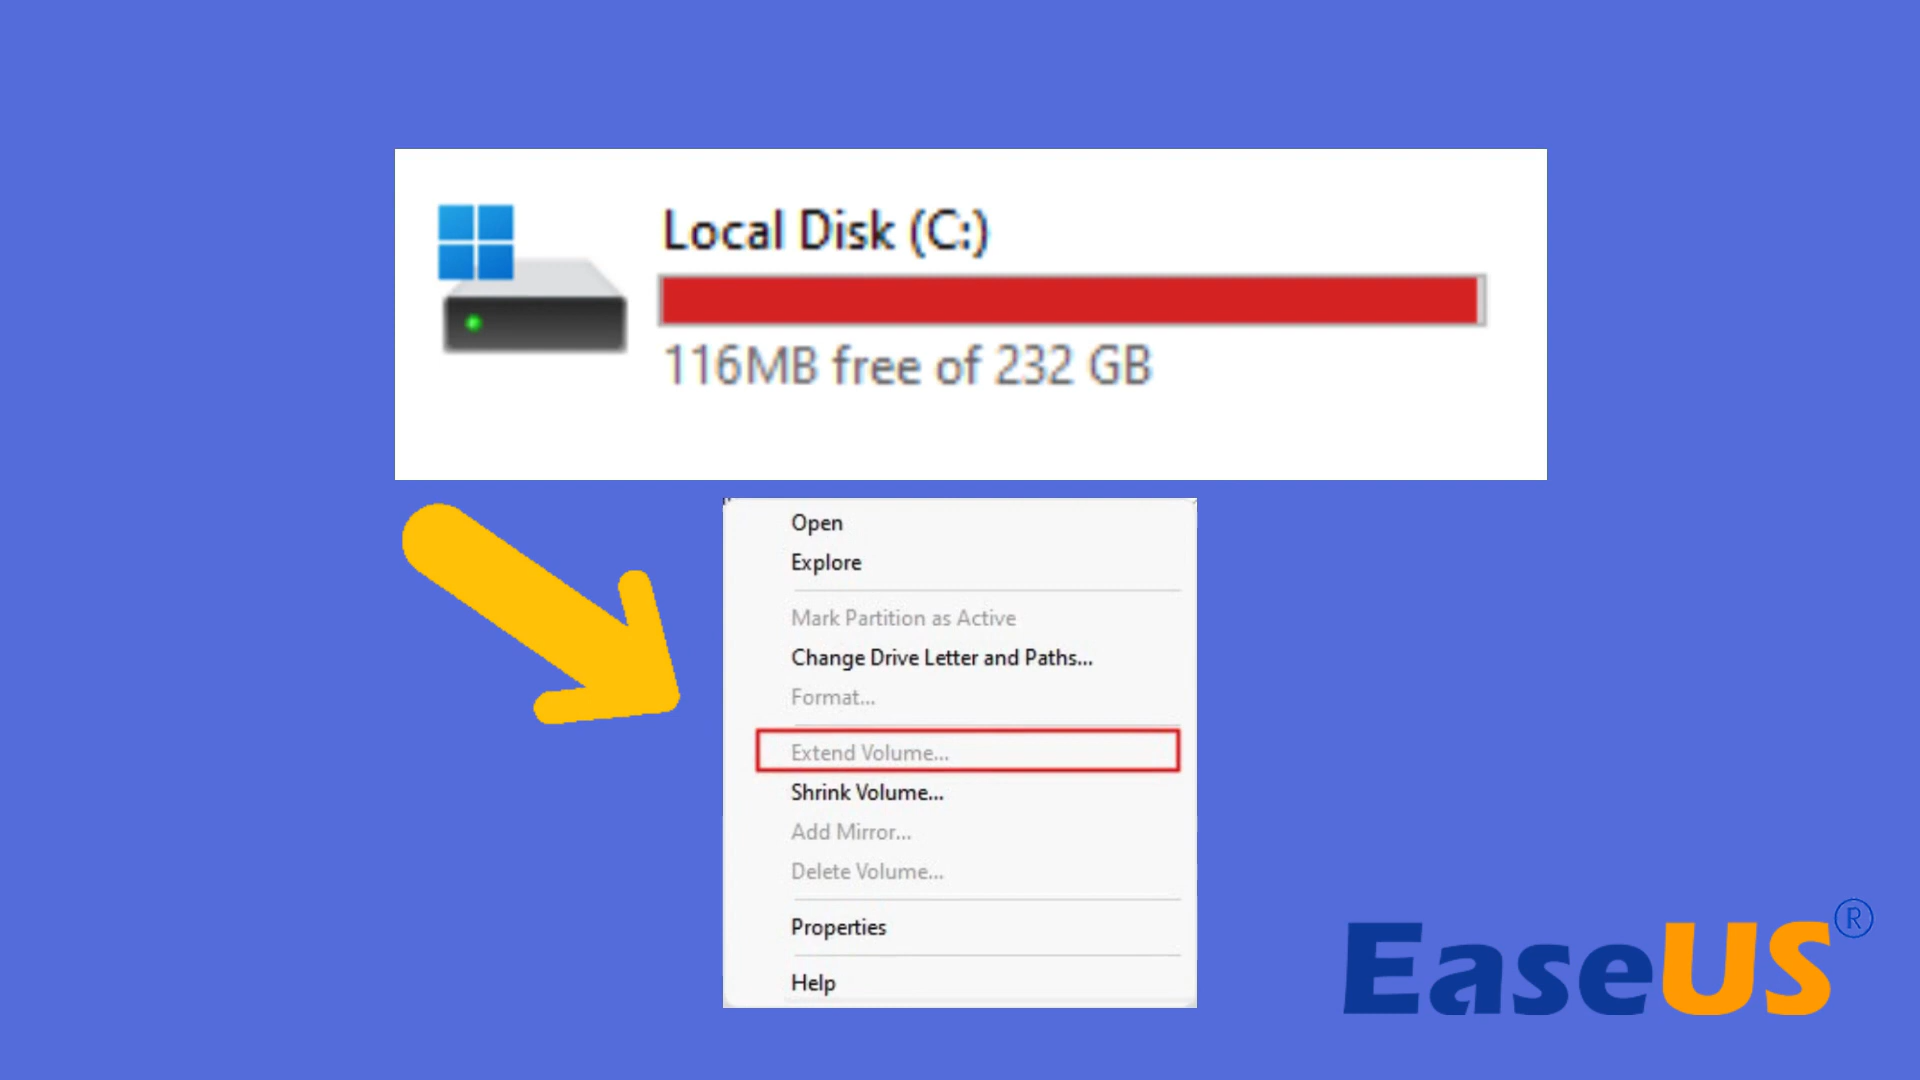 Local Disk (C:)
116MB free of 232 GB
Open
Explore
Mark Partition as Active
Change Drive Letter and Paths...
Format...
Extend Volume...
Shrink Volume...
Add Mirror...
Delete Volume...
Properties
Help
EaseUS®